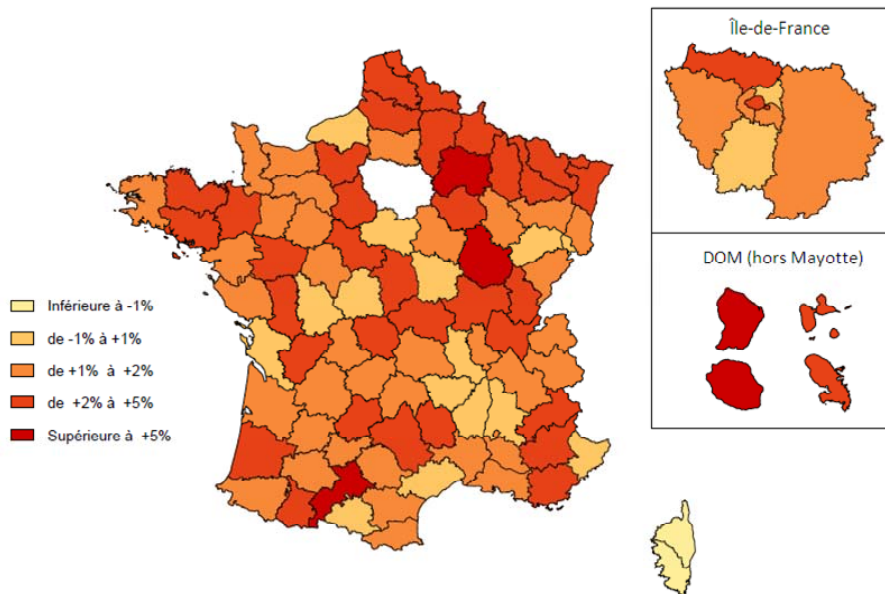 Île-de-France
DOM (hors Mayotte)
Inférieure à -1%
de -1% à +1%
de +1% à +2%
de +2% à +5%
Supérieure à +5%